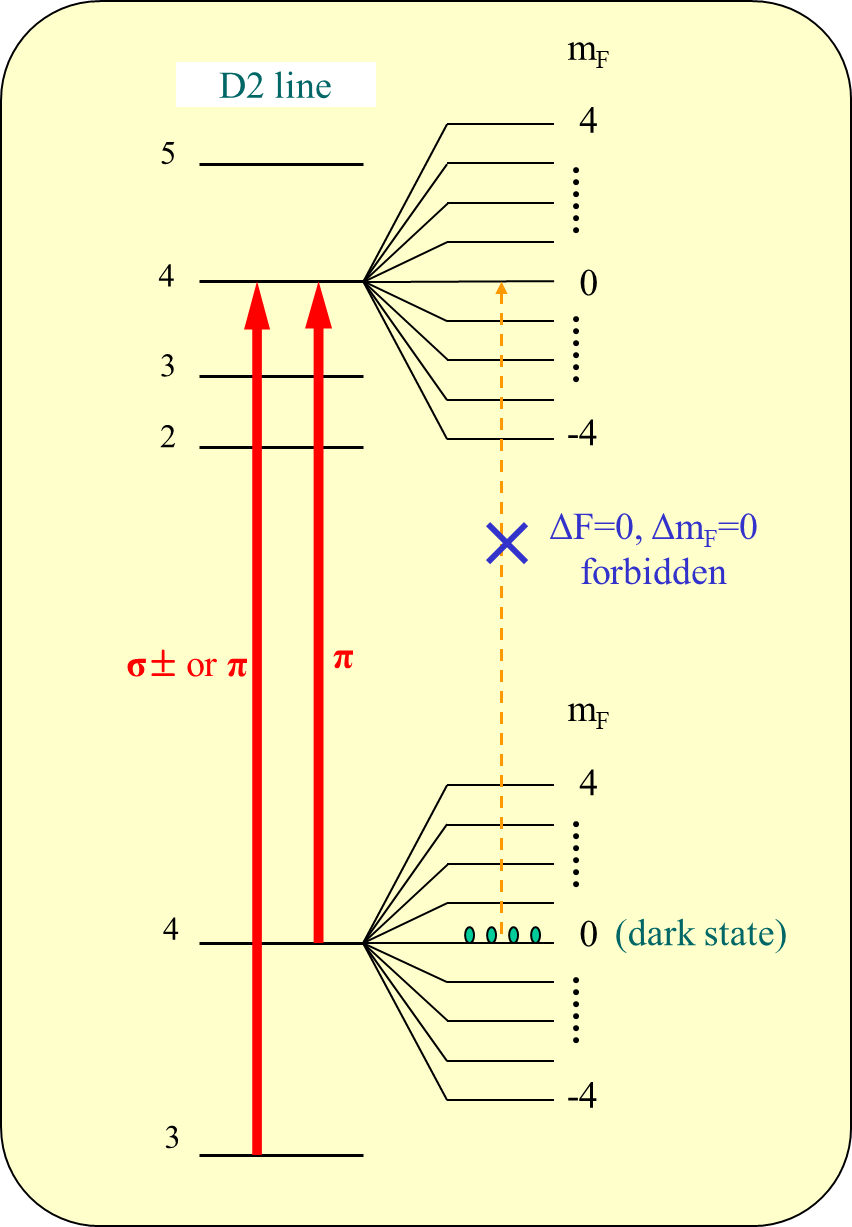 m_F
D2 line
4
5
4
0
3
2
-4
ΔF=0, Δm_F=0
forbidden
σ± or π
π
m_F
4
4
0 (dark state)
-4
3